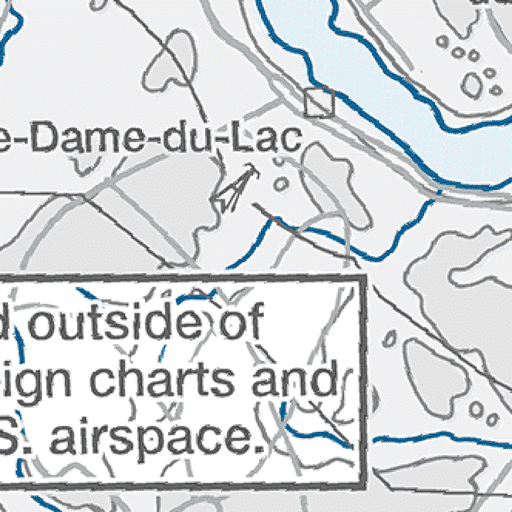 e-Dame-du-Lac
d outside of
ign charts and
S. airspace.